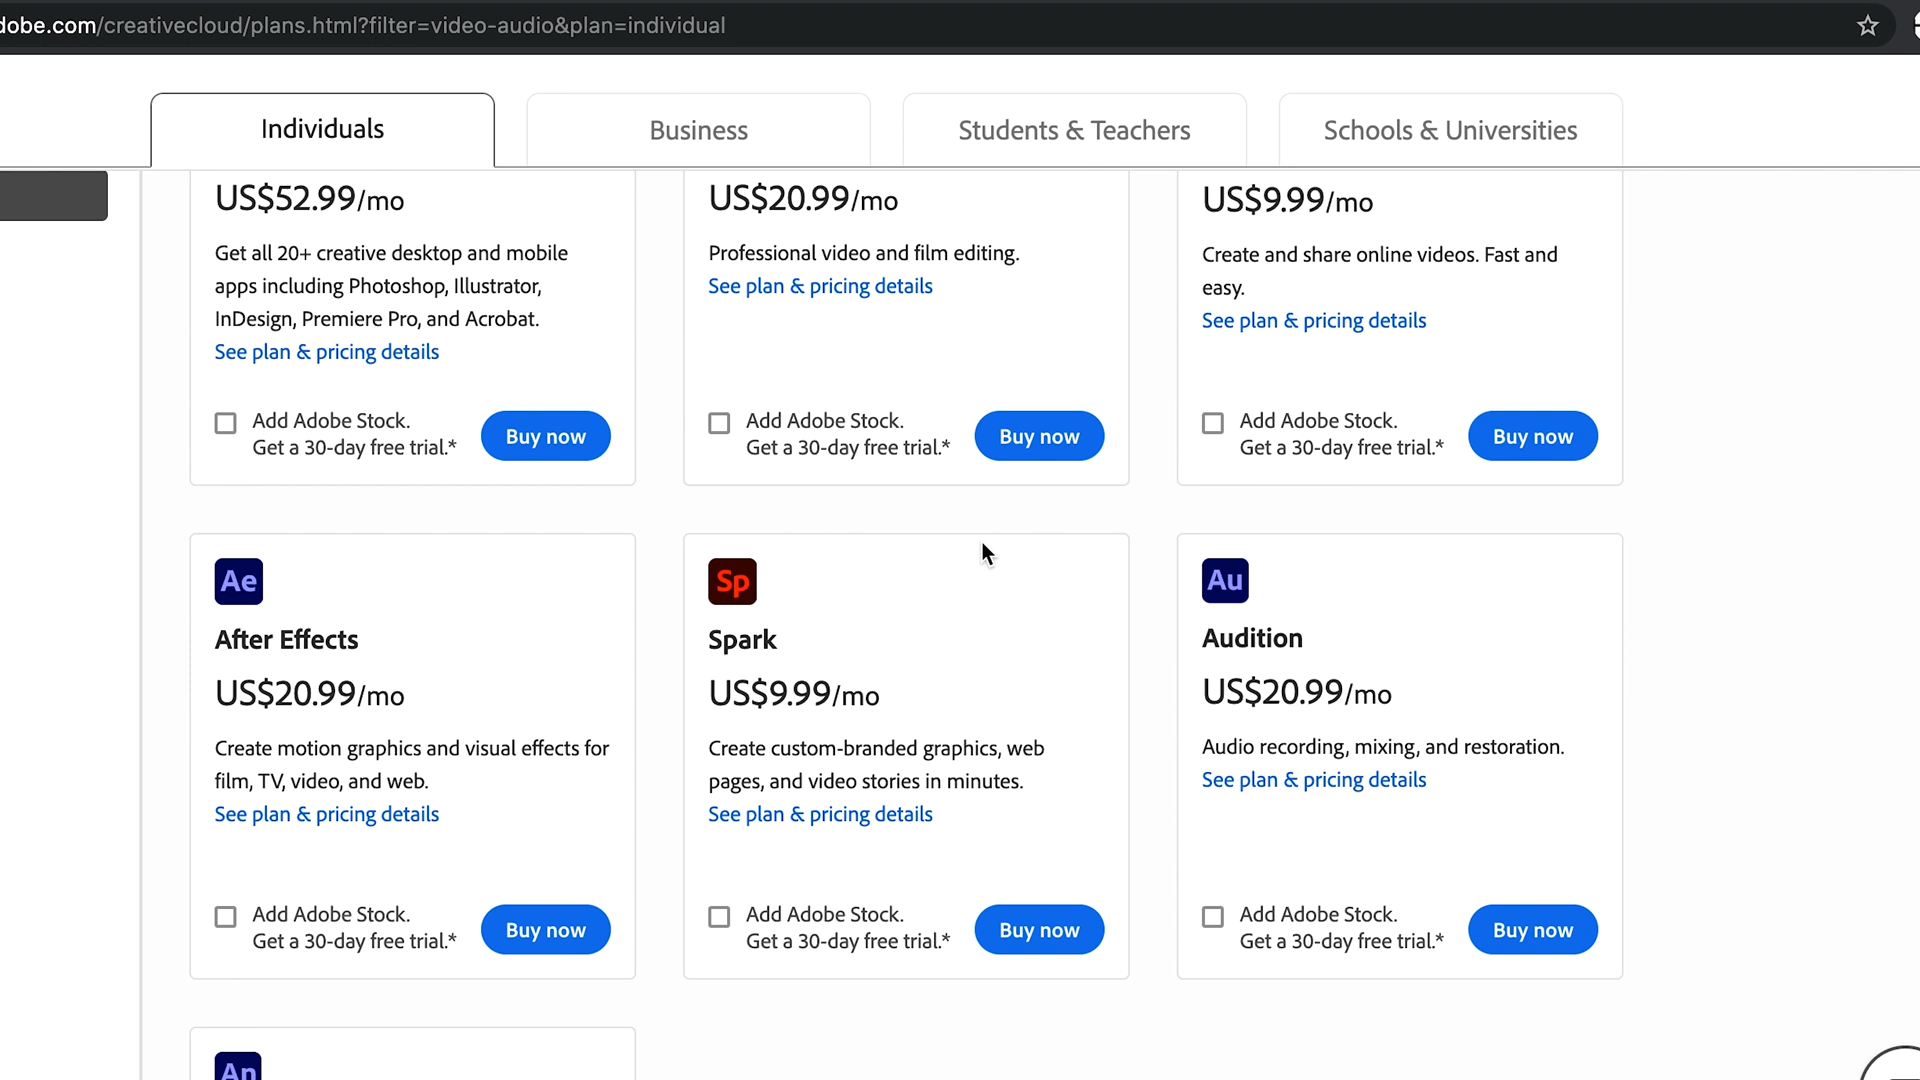 dobe.com/creativecloud/plans.html?filter=video-audio&plan=individual
Individuals
Business
Students & Teachers
Schools & Universities
US$52.99/mo
Get all 20+ creative desktop and mobile
apps including Photoshop, Illustrator,
InDesign, Premiere Pro, and Acrobat.
See plan & pricing details
Add Adobe Stock.
Get a 30-day free trial.*
Buy now
US$20.99/mo
Professional video and film editing.
See plan & pricing details
Add Adobe Stock.
Get a 30-day free trial.*
Buy now
US$9.99/mo
Create and share online videos. Fast and
easy.
See plan & pricing details
Add Adobe Stock.
Get a 30-day free trial.*
Buy now
Ae
After Effects
US$20.99/mo
Create motion graphics and visual effects for
film, TV, video, and web.
See plan & pricing details
Add Adobe Stock.
Get a 30-day free trial.*
Buy now
Sp
Spark
US$9.99/mo
Create custom-branded graphics, web
pages, and video stories in minutes.
See plan & pricing details
Add Adobe Stock.
Get a 30-day free trial.*
Buy now
Au
Audition
US$20.99/mo
Audio recording, mixing, and restoration.
See plan & pricing details
Add Adobe Stock.
Get a 30-day free trial.*
Buy now
An